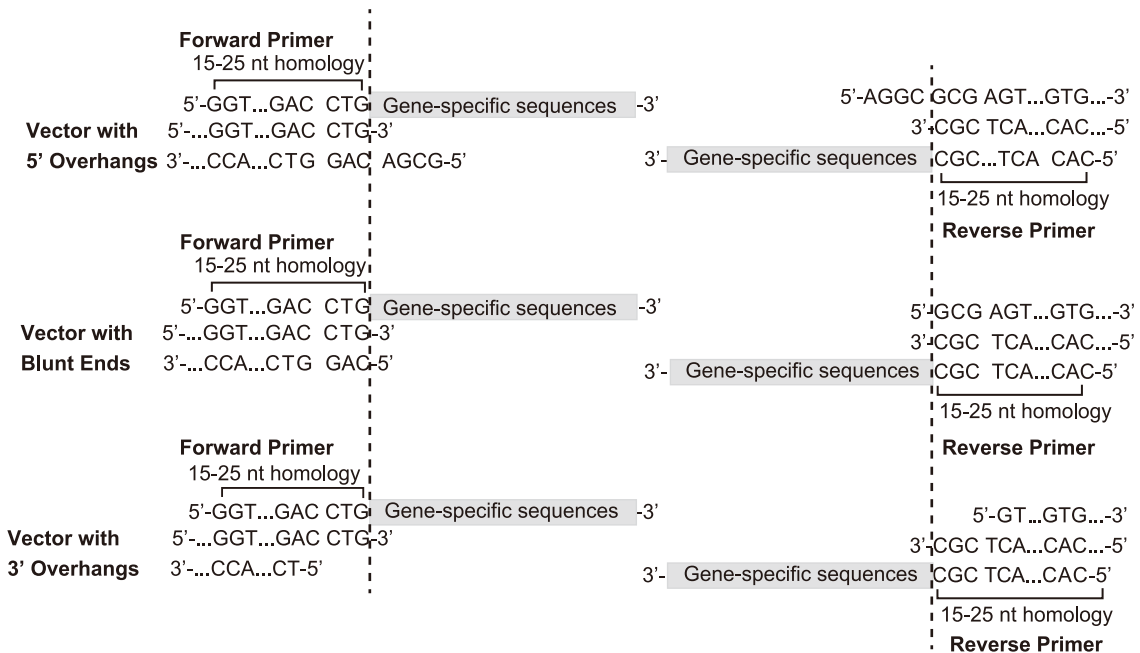 Forward Primer
15-25 nt homology
5’-GGT...GAC CTG Gene-specific sequences -3’
5’-AGGC GCG AGT...GTG...-3’
Vector with 5’-...GGT...GAC CTG-3’
3’-CGC TCA...CAC...-5’
5’ Overhangs 3’-...CCA...CTG GAC AGCG-5’
3’- Gene-specific sequences CGC...TCA CAC-5’
15-25 nt homology
Reverse Primer
Forward Primer
15-25 nt homology
5’-GGT...GAC CTG Gene-specific sequences -3’
5’-GCG AGT...GTG...-3’
Vector with 5’-...GGT...GAC CTG-3’
3’-CGC TCA...CAC...-5’
Blunt Ends 3’-...CCA...CTG GAC-5’
3’- Gene-specific sequences CGC TCA...CAC-5’
15-25 nt homology
Reverse Primer
Forward Primer
15-25 nt homology
5’-GGT...GAC CTG Gene-specific sequences -3’
5’-GT...GTG...-3’
Vector with 5’-...GGT...GAC CTG-3’
3’-CGC TCA...CAC...-5’
3’ Overhangs 3’-...CCA...CT-5’
3’- Gene-specific sequences CGC TCA...CAC-5’
15-25 nt homology
Reverse Primer